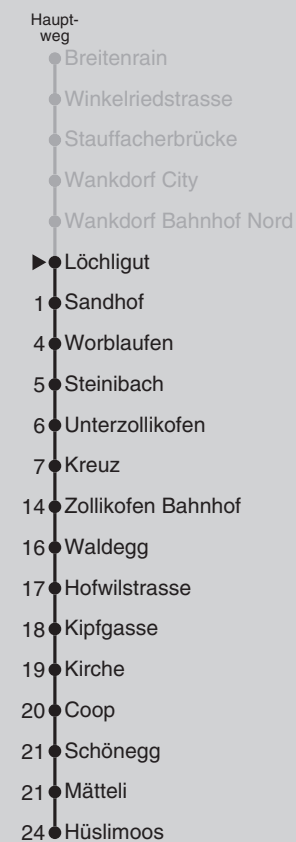 Haupt-
weg
Breitenrain
Winkelriedstrasse
Stauffacherbrücke
Wankdorf City
Wankdorf Bahnhof Nord
Löchligut
1 Sandhof
4 Worblaufen
5 Steinibach
6 Unterzollikofen
7 Kreuz
14 Zollikofen Bahnhof
16 Waldegg
17 Hofwilstrasse
18 Kipfgasse
19 Kirche
20 Coop
21 Schönegg
21 Mätteli
24 Hüslimoos